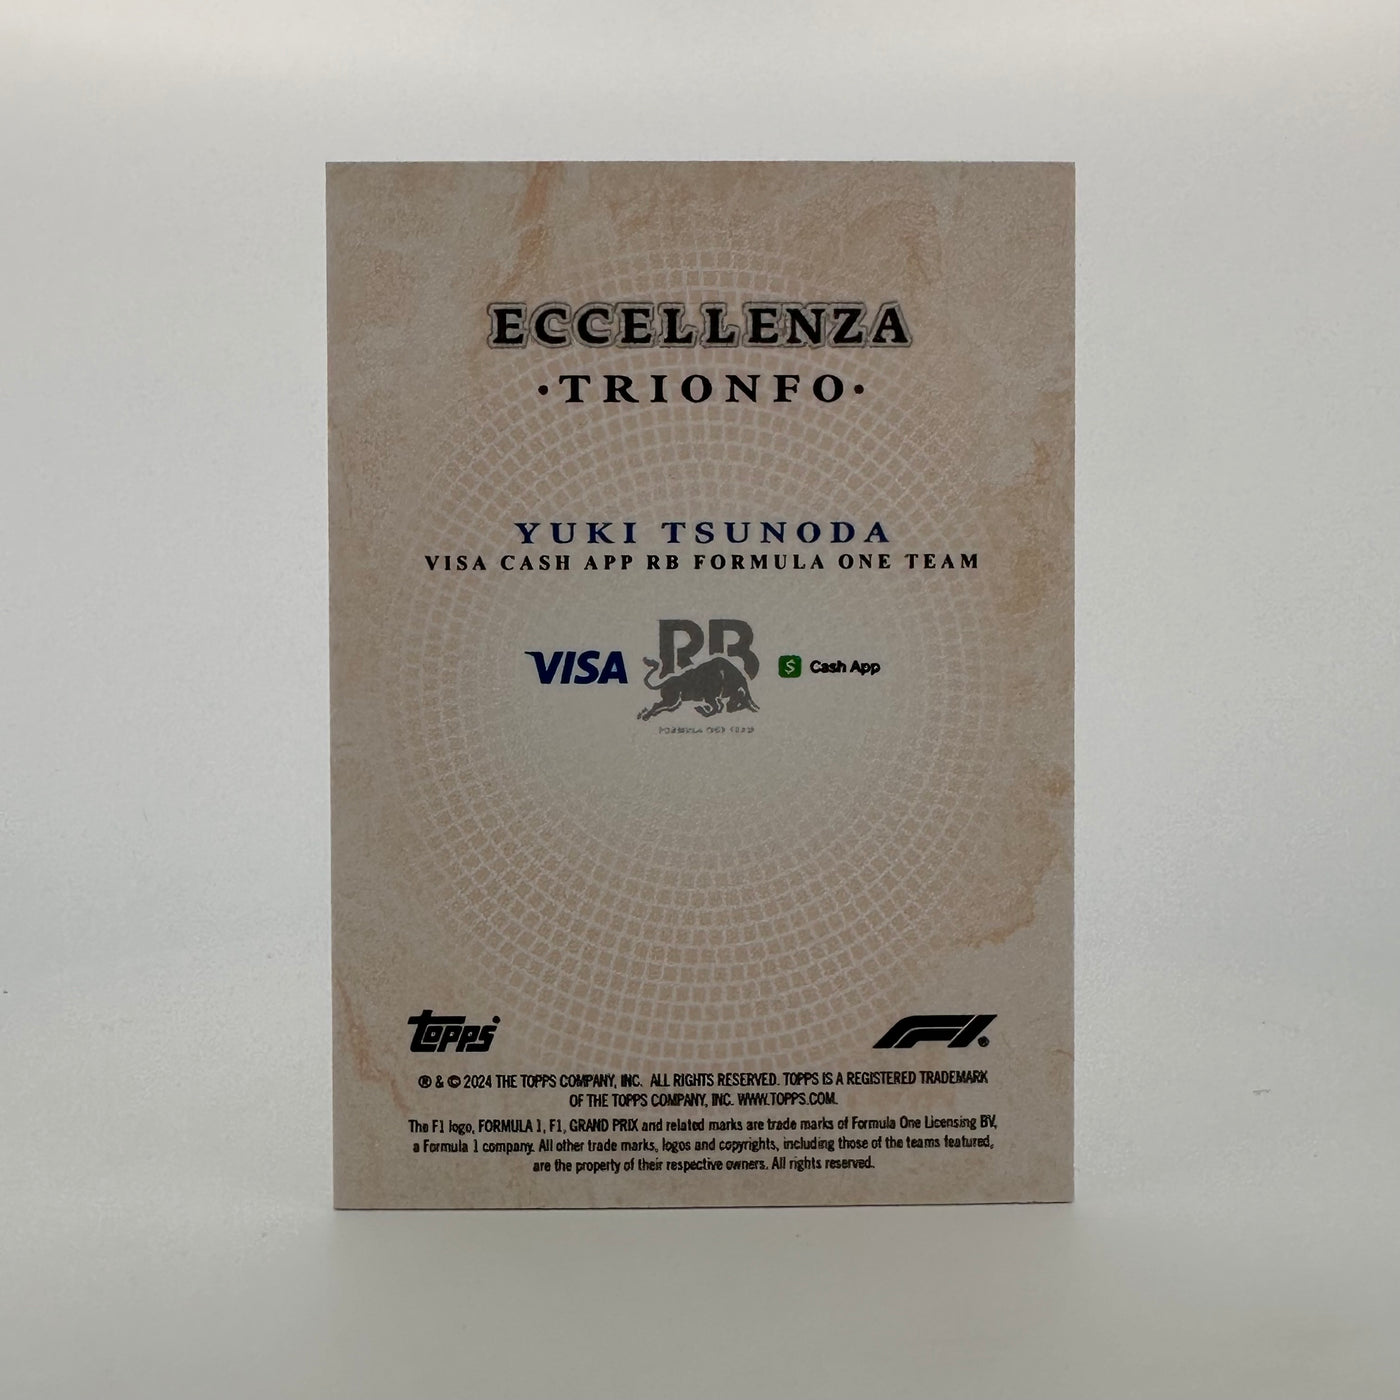 ECCELLENZA
·TRIONFO·
YUKI TSUNODA
VISA CASH APP RB FORMULA ONE TEAM
VISA RB $ Cash App
FORMULA ONE TEAM
topps F1®
® & © 2024 THE TOPPS COMPANY, INC. ALL RIGHTS RESERVED. TOPPS IS A REGISTERED TRADEMARK
OF THE TOPPS COMPANY, INC. WWW.TOPPS.COM.
The F1 logo, FORMULA 1, F1, GRAND PRIX and related marks are trade marks of Formula One Licensing BV,
a Formula 1 company. All other trade marks, logos and copyrights, including those of the teams featured,
are the property of their respective owners. All rights reserved.